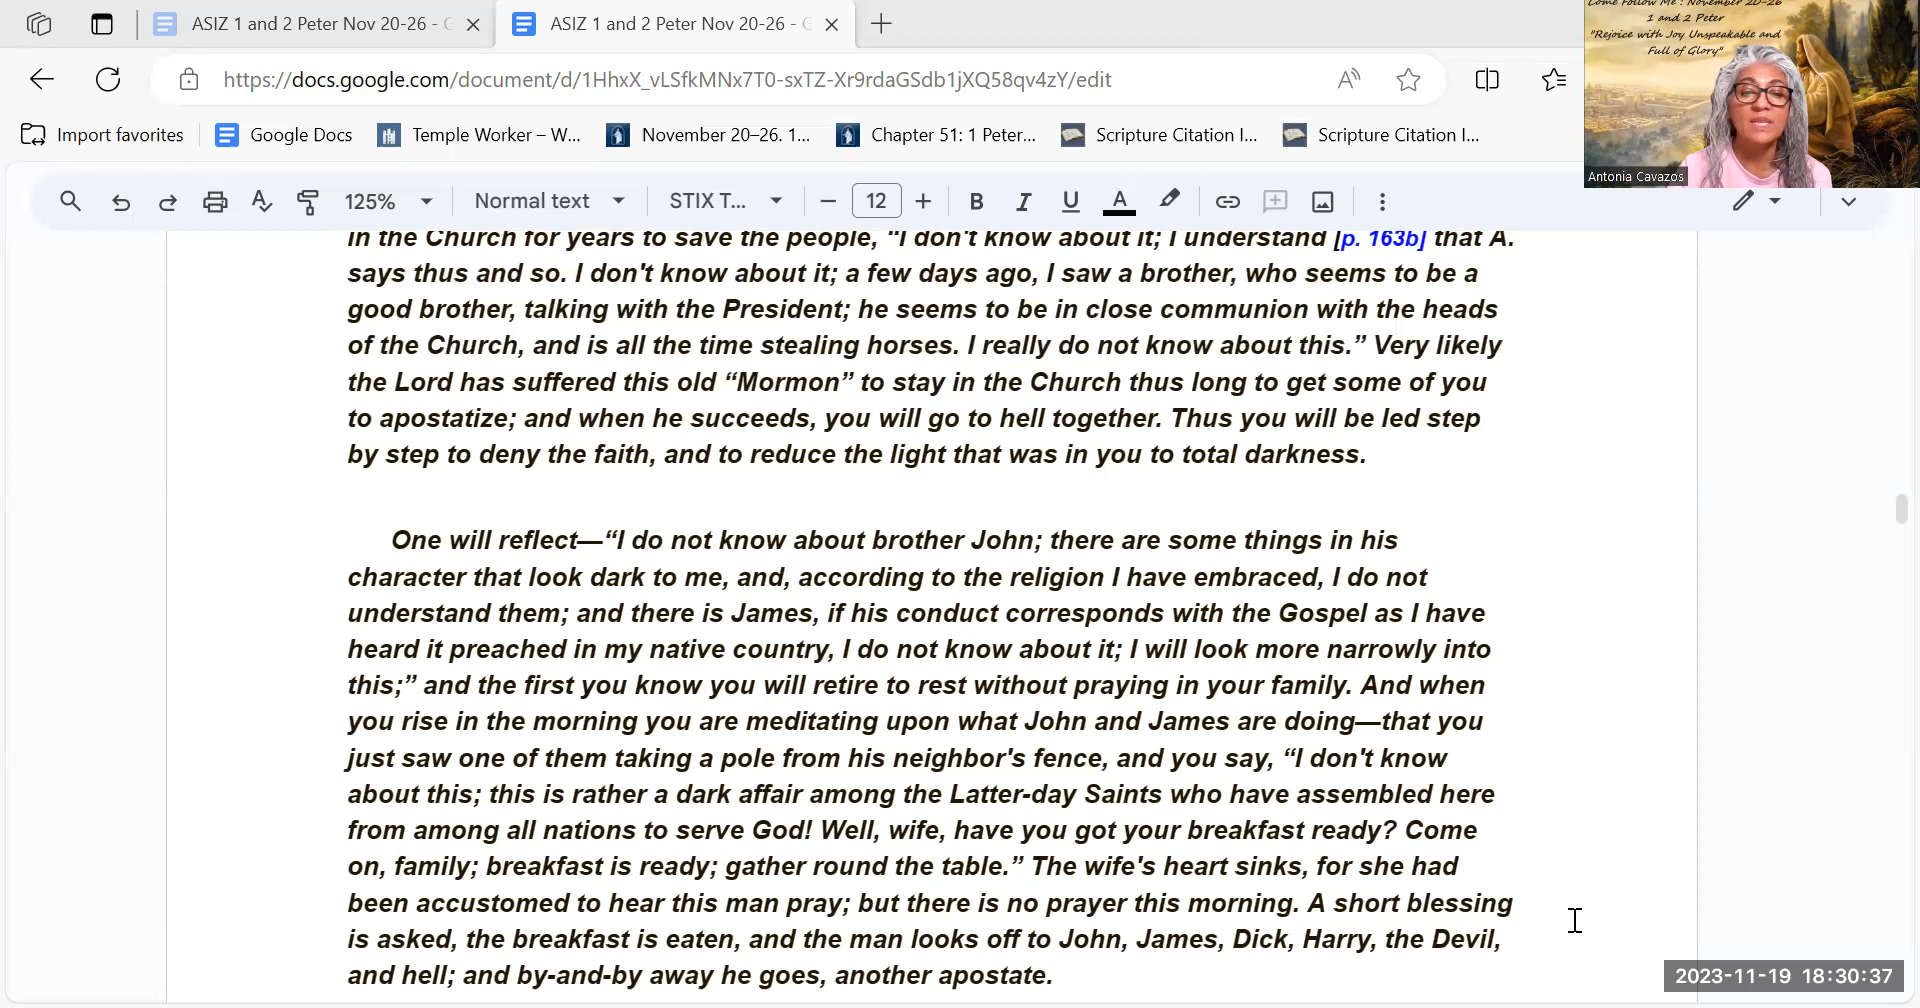 ASIZ 1 and 2 Peter Nov 20-26 - G
ASIZ 1 and 2 Peter Nov 20-26 - G
https://docs.google.com/document/d/1HhxX_vLSfkMNx7T0-sxTZ-Xr9rdaGSdb1jXQ58qv4zY/edit
Come Follow Me : November 20-26
1 and 2 Peter
"Rejoice with Joy Unspeakable and
Full of Glory"
Antonia Cavazos
Import favorites
Google Docs
Temple Worker – W...
November 20–26. 1...
Chapter 51: 1 Peter...
Scripture Citation I...
Scripture Citation I...
125% Normal text STIX T... 12 B I U A
in the Church for years to save the people, “I don't know about it; I understand [p. 163b] that A.
says thus and so. I don't know about it; a few days ago, I saw a brother, who seems to be a
good brother, talking with the President; he seems to be in close communion with the heads
of the Church, and is all the time stealing horses. I really do not know about this.” Very likely
the Lord has suffered this old “Mormon” to stay in the Church thus long to get some of you
to apostatize; and when he succeeds, you will go to hell together. Thus you will be led step
by step to deny the faith, and to reduce the light that was in you to total darkness.
One will reflect—“I do not know about brother John; there are some things in his
character that look dark to me, and, according to the religion I have embraced, I do not
understand them; and there is James, if his conduct corresponds with the Gospel as I have
heard it preached in my native country, I do not know about it; I will look more narrowly into
this;” and the first you know you will retire to rest without praying in your family. And when
you rise in the morning you are meditating upon what John and James are doing—that you
just saw one of them taking a pole from his neighbor's fence, and you say, “I don't know
about this; this is rather a dark affair among the Latter-day Saints who have assembled here
from among all nations to serve God! Well, wife, have you got your breakfast ready? Come
on, family; breakfast is ready; gather round the table.” The wife's heart sinks, for she had
been accustomed to hear this man pray; but there is no prayer this morning. A short blessing
is asked, the breakfast is eaten, and the man looks off to John, James, Dick, Harry, the Devil,
and hell; and by-and-by away he goes, another apostate.
2023-11-19 18:30:37